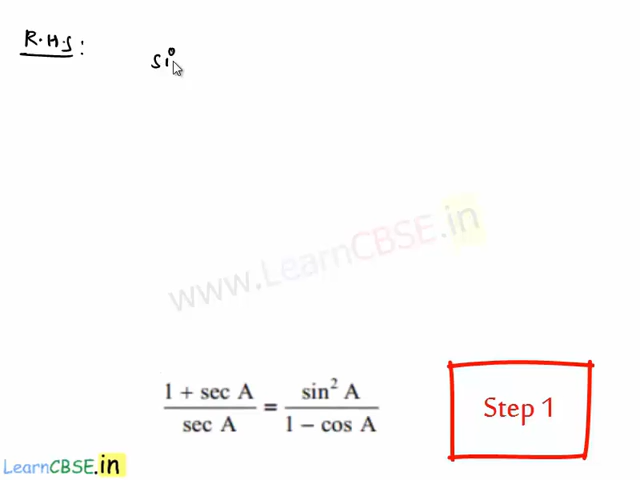 R.H.S :
si
www.LearnCBSE.in
(1 + sec A)/(sec A) = (sin² A)/(1 − cos A)
Step 1
LearnCBSE.in